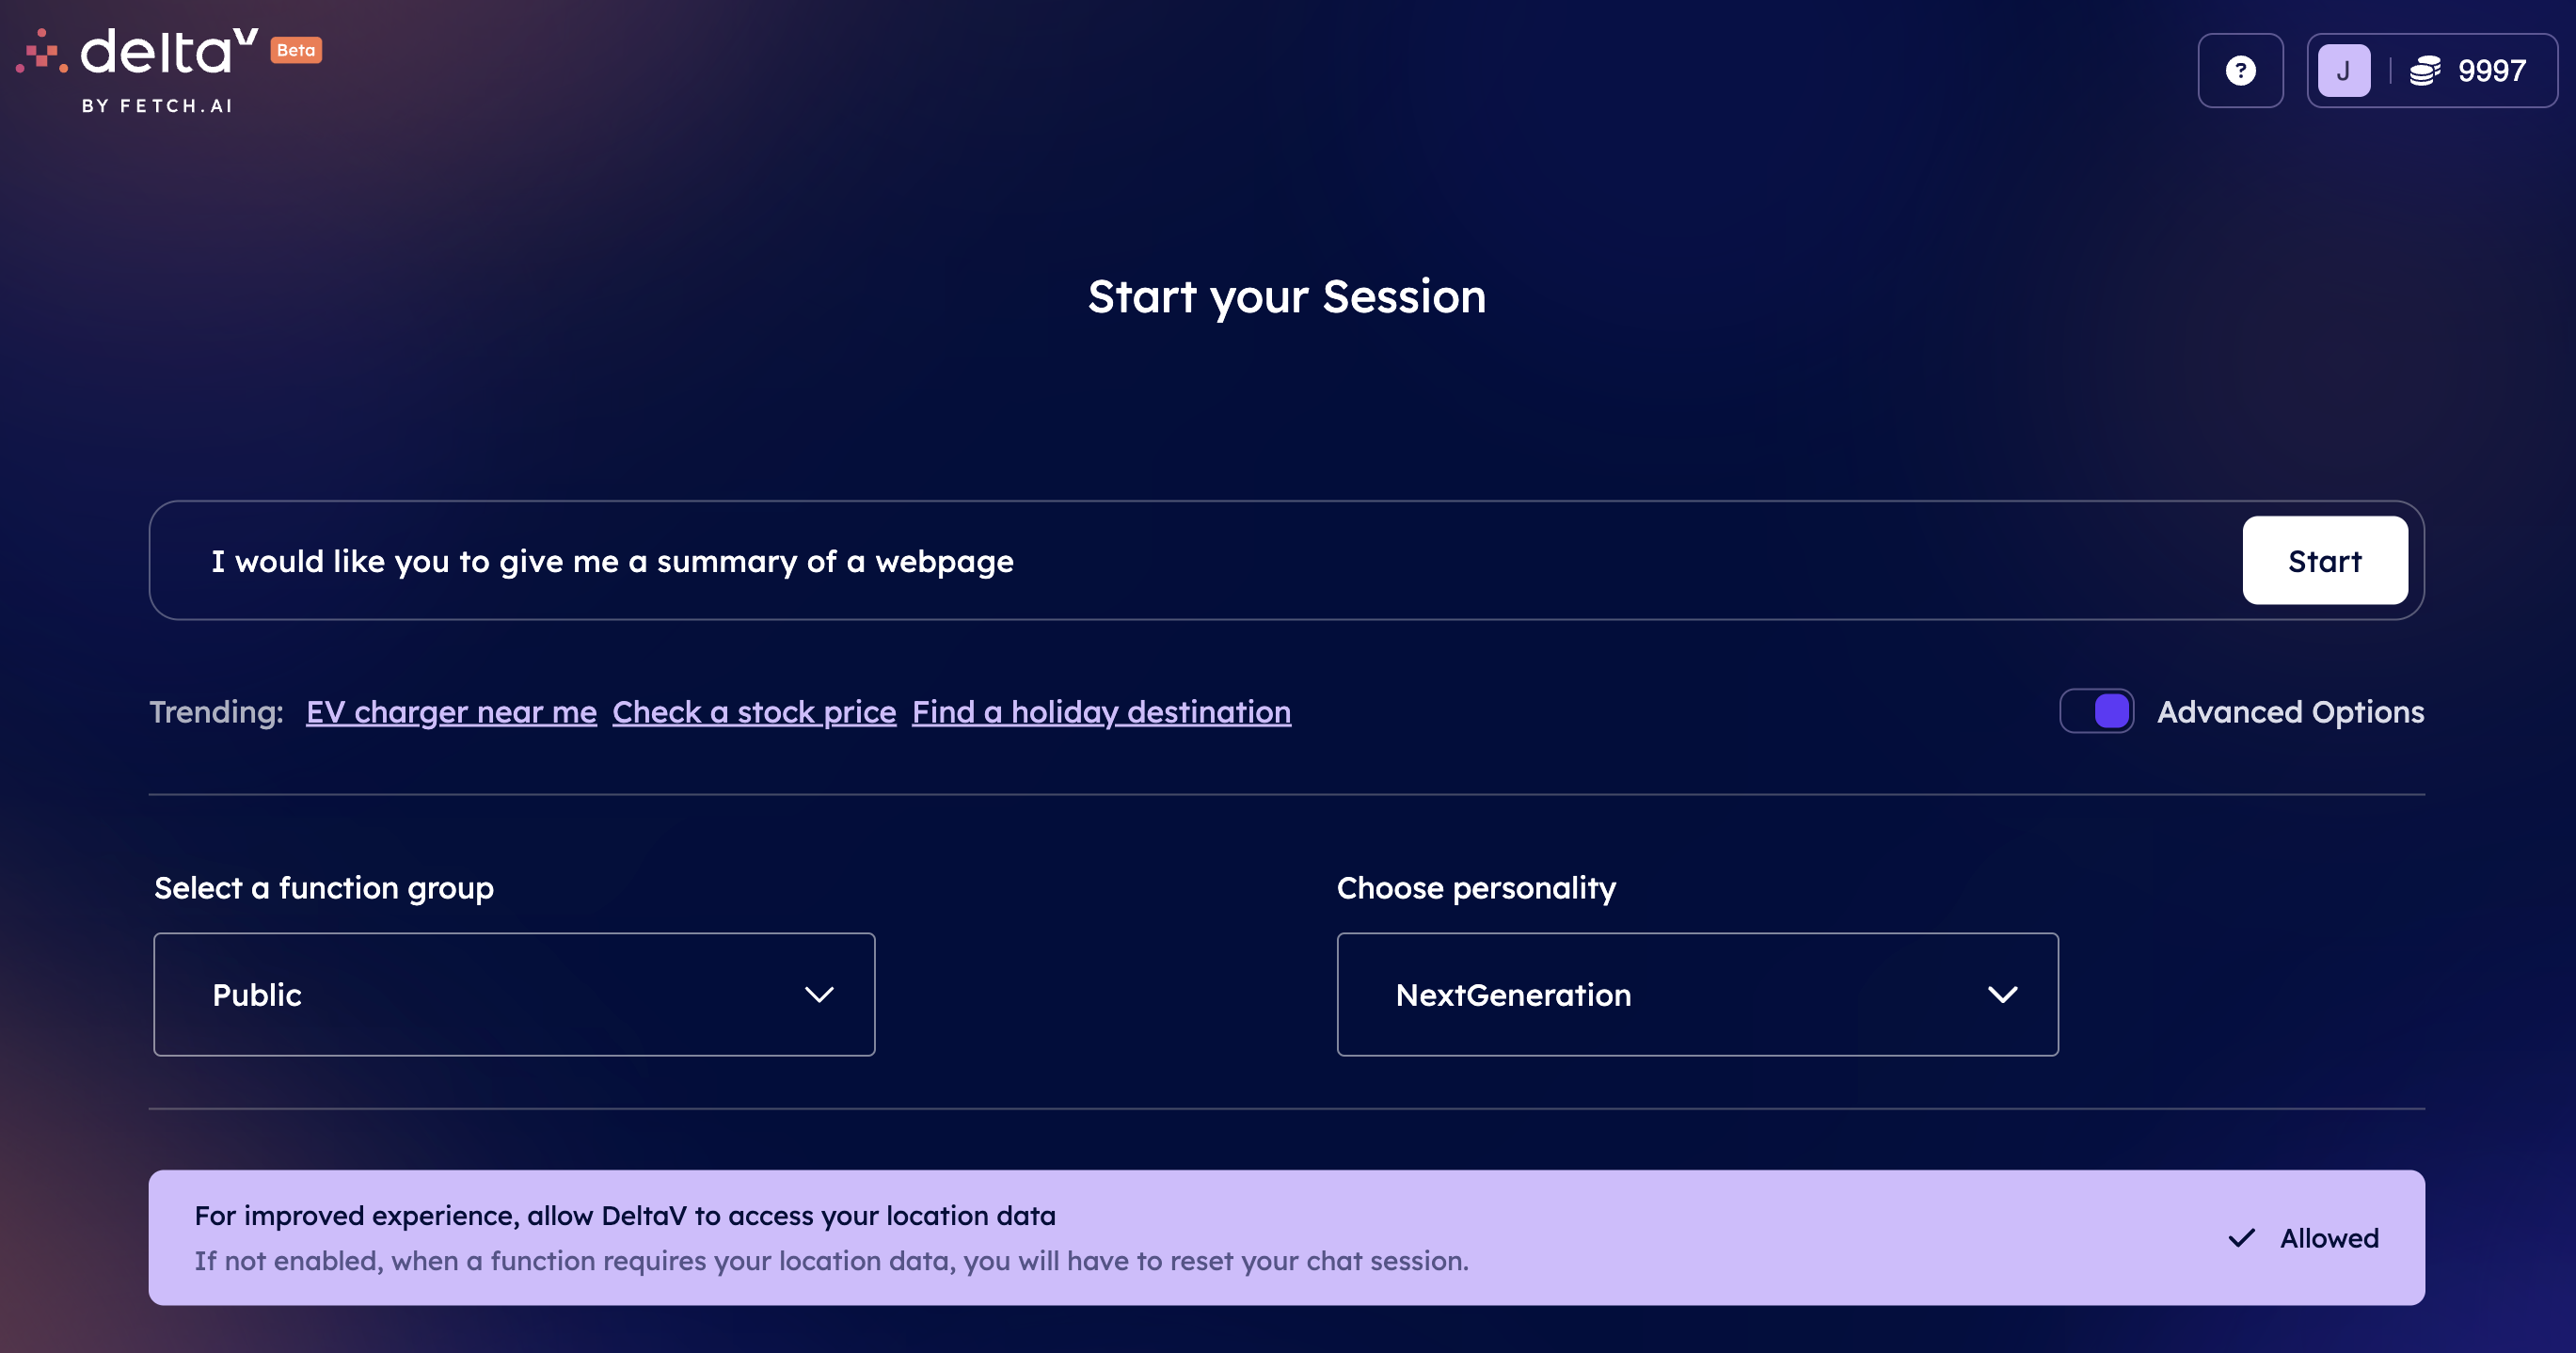 deltaV Beta
BY FETCH.AI
? J 9997
Start your Session
I would like you to give me a summary of a webpage Start
Trending: EV charger near me Check a stock price Find a holiday destination Advanced Options
Select a function group Choose personality
Public NextGeneration
For improved experience, allow DeltaV to access your location data
If not enabled, when a function requires your location data, you will have to reset your chat session.
Allowed